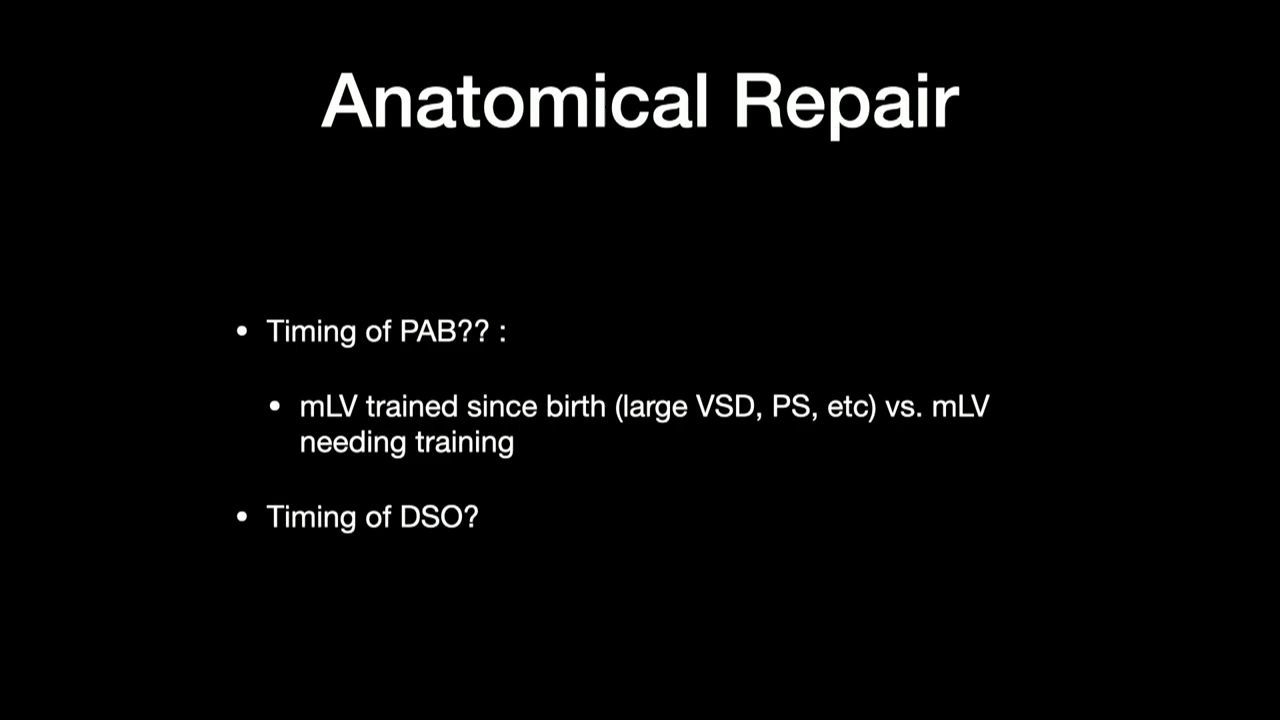 Anatomical Repair
• Timing of PAB?? :
• mLV trained since birth (large VSD, PS, etc) vs. mLV
needing training
• Timing of DSO?